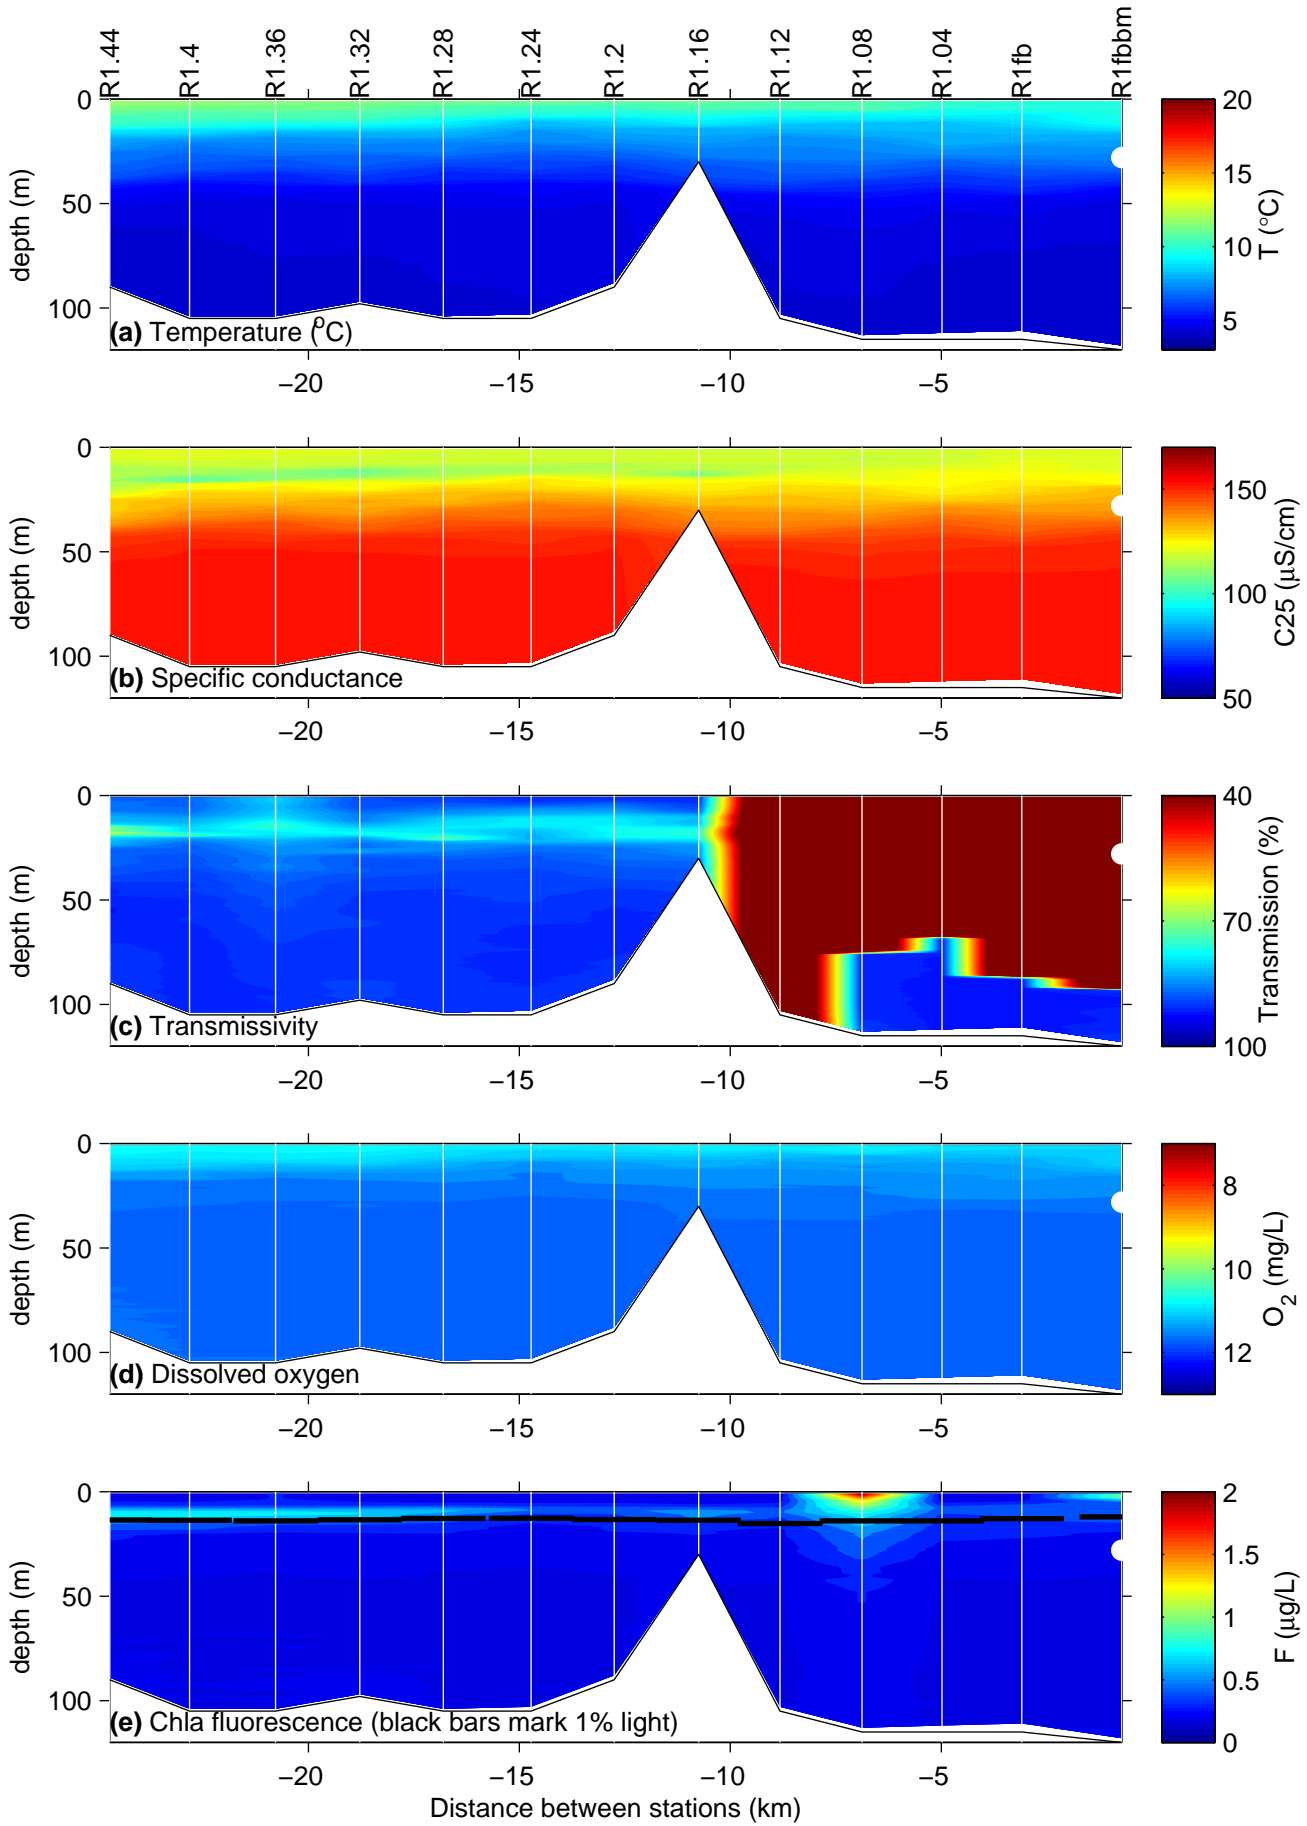 R1.44 R1.4 R1.36 R1.32 R1.28 R1.24 R1.2 R1.16 R1.12 R1.08 R1.04 R1fb R1fbbm
0
50
100
depth (m)
(a) Temperature (°C)
−20 −15 −10 −5
20
15
10
5
T (°C)
0
50
100
depth (m)
(b) Specific conductance
−20 −15 −10 −5
150
100
50
C25 (µS/cm)
0
50
100
depth (m)
(c) Transmissivity
−20 −15 −10 −5
40
70
100
Transmission (%)
0
50
100
depth (m)
(d) Dissolved oxygen
−20 −15 −10 −5
8
10
12
O2 (mg/L)
0
50
100
depth (m)
(e) Chla fluorescence (black bars mark 1% light)
−20 −15 −10 −5
Distance between stations (km)
2
1.5
1
0.5
0
F (µg/L)